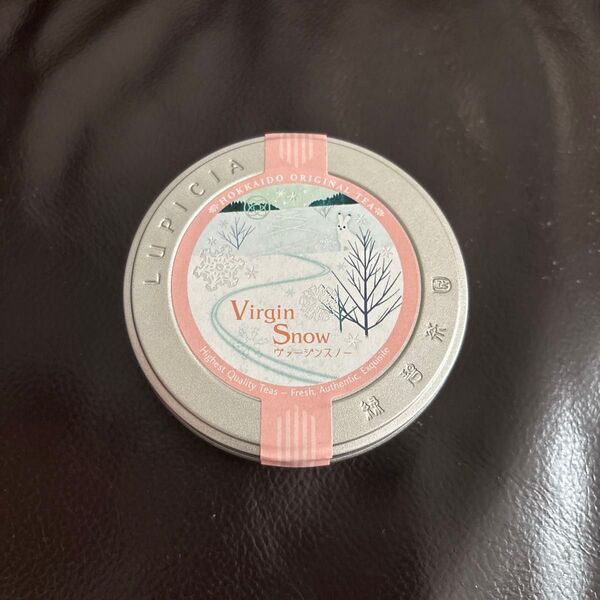 LUPICIA
HOKKAIDO ORIGINAL TEA
Virgin
Snow
ヴァージンスノー
Highest Quality Teas – Fresh, Authentic, Exquisite
緑碧茶園